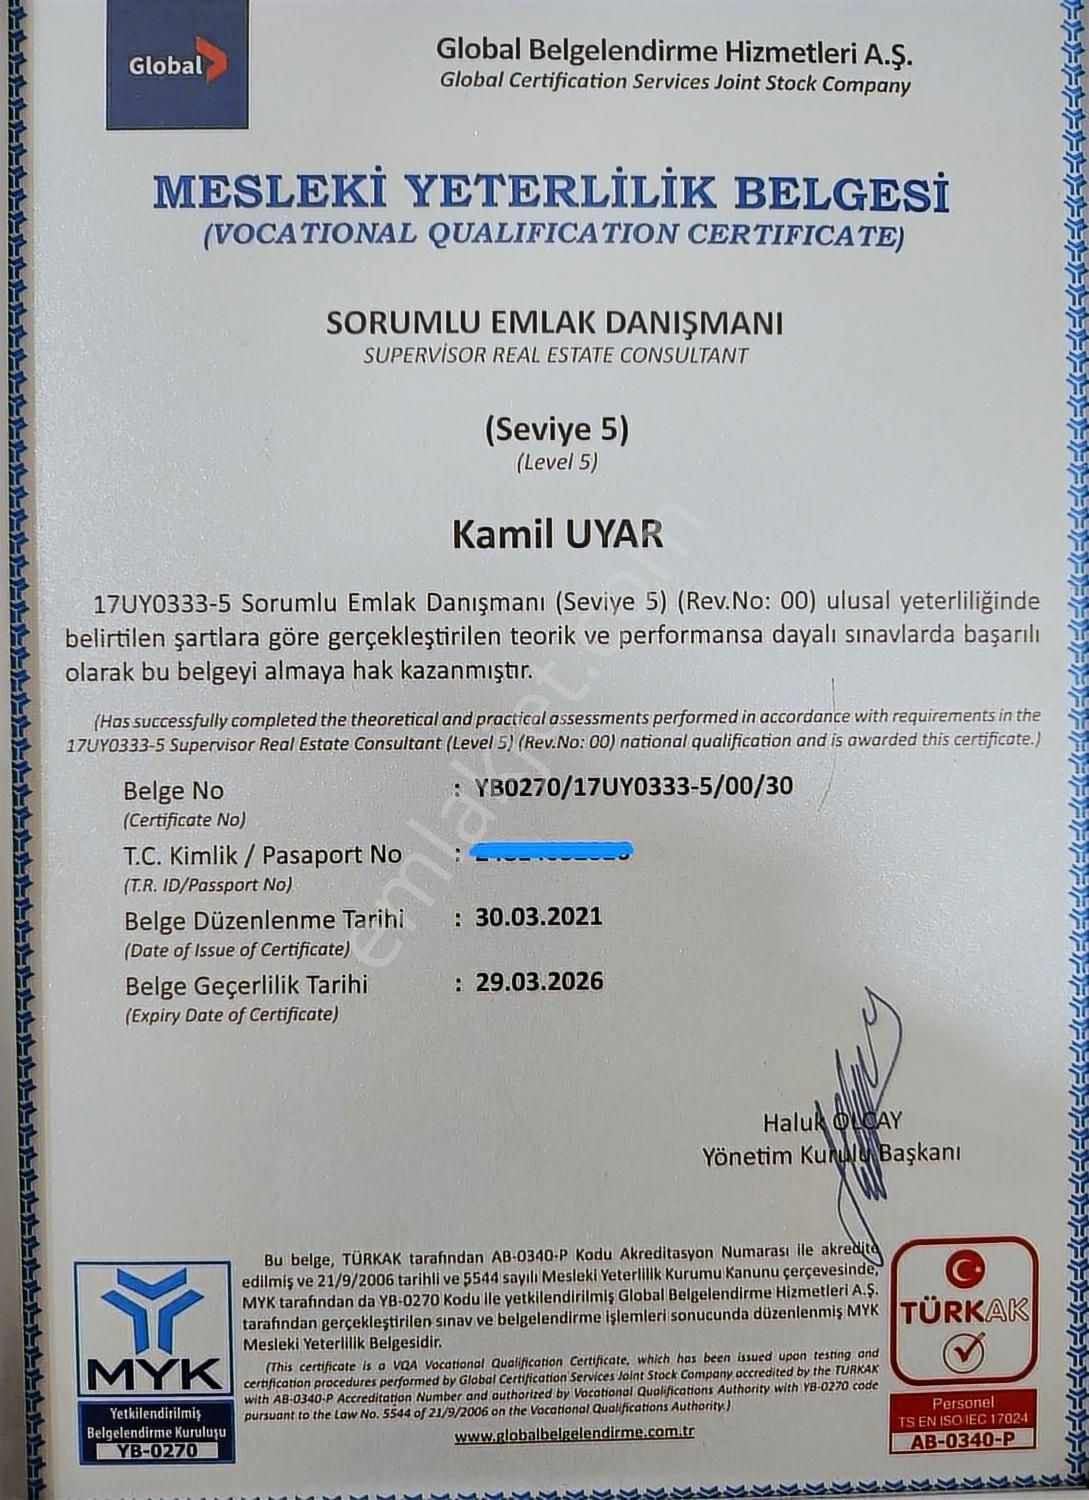 Global
Global Belgelendirme Hizmetleri A.Ş.
Global Certification Services Joint Stock Company
MESLEKİ YETERLİLİK BELGESİ
(VOCATIONAL QUALIFICATION CERTIFICATE)
SORUMLU EMLAK DANIŞMANI
SUPERVİSOR REAL ESTATE CONSULTANT
(Seviye 5)
(Level 5)
Kamil UYAR
17UY0333-5 Sorumlu Emlak Danışmanı (Seviye 5) (Rev.No: 00) ulusal yeterliliğinde
belirtilen şartlara göre gerçekleştirilen teorik ve performansa dayalı sınavlarda başarılı
olarak bu belgeyi almaya hak kazanmıştır.
(Has successfully completed the theoretical and practical assessments performed in accordance with requirements in the
17UY0333-5 Supervisor Real Estate Consultant (Level 5) (Rev.No: 00) national qualification and is awarded this certificate.)
Belge No : YB0270/17UY0333-5/00/30
(Certificate No)
T.C. Kimlik / Pasaport No :
(T.R. ID/Passport No)
Belge Düzenlenme Tarihi : 30.03.2021
(Date of Issue of Certificate)
Belge Geçerlilik Tarihi : 29.03.2026
(Expiry Date of Certificate)
emlakjet.com
Haluk OLCAY
Yönetim Kurulu Başkanı
Bu belge, TÜRKAK tarafından AB-0340-P Kodu Akreditasyon Numarası ile akredite
edilmiş ve 21/9/2006 tarihli ve 5544 sayılı Mesleki Yeterlilik Kurumu Kanunu çerçevesinde,
MYK tarafından da YB-0270 Kodu ile yetkilendirilmiş Global Belgelendirme Hizmetleri A.Ş.
tarafından gerçekleştirilen sınav ve belgelendirme işlemleri sonucunda düzenlenmiş MYK
Mesleki Yeterlilik Belgesidir.
(This certificate is a VQA Vocational Qualification Certificate, which has been issued upon testing and
certification procedures performed by Global Certification Services Joint Stock Company accredited by the TURKAK
with AB-0340-P Accreditation Number and authorized by Vocational Qualifications Authority with YB-0270 code
pursuant to the Law No. 5544 of 21/9/2006 on the Vocational Qualifications Authority.)
www.globalbelgelendirme.com.tr
MYK
Yetkilendirilmiş
Belgelendirme Kuruluşu
YB-0270
TÜRKAK
Personel
TS EN ISO/IEC 17024
AB-0340-P